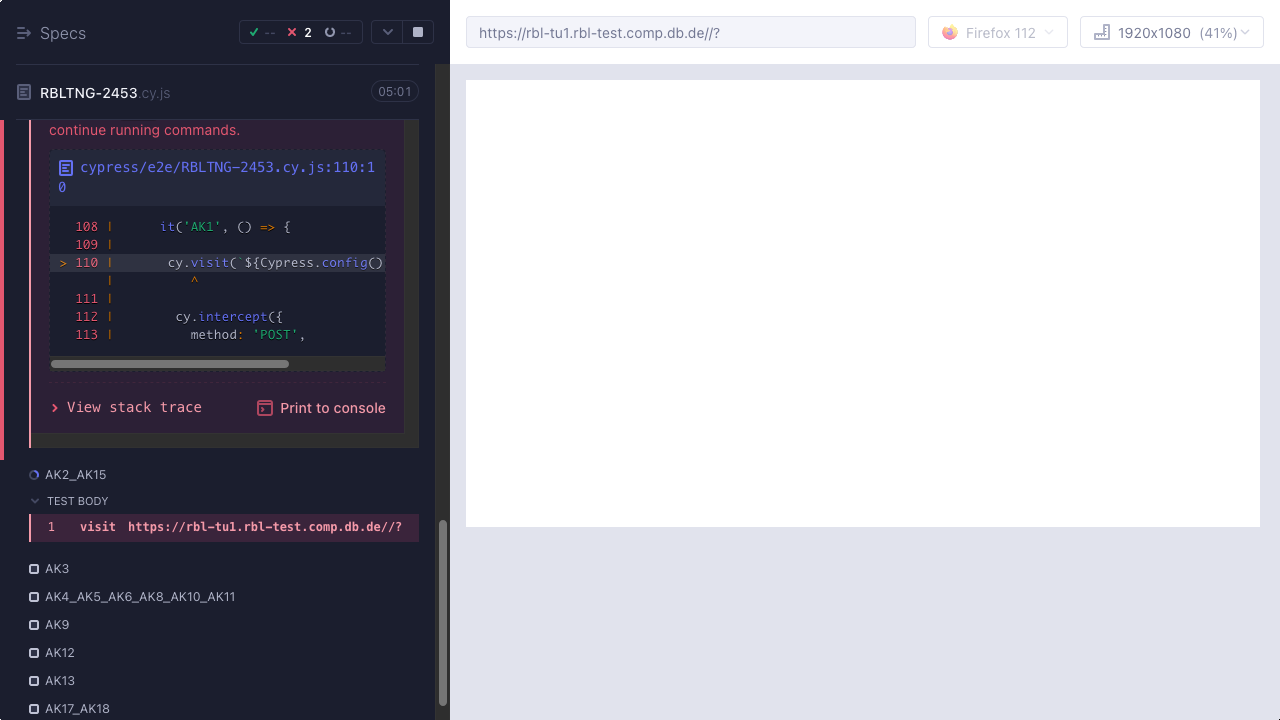 Specs
--
2
--
https://rbl-tu1.rbl-test.comp.db.de//?
Firefox 112
1920x1080 (41%)
RBLTNG-2453.cy.js
05:01
continue running commands.
cypress/e2e/RBLTNG-2453.cy.js:110:1
0
108 | it('AK1', () => {
109 |
> 110 | cy.visit(`${Cypress.config()
| ^
111 |
112 | cy.intercept({
113 | method: 'POST',
View stack trace
Print to console
AK2_AK15
TEST BODY
1 visit https://rbl-tu1.rbl-test.comp.db.de//?
AK3
AK4_AK5_AK6_AK8_AK10_AK11
AK9
AK12
AK13
AK17_AK18